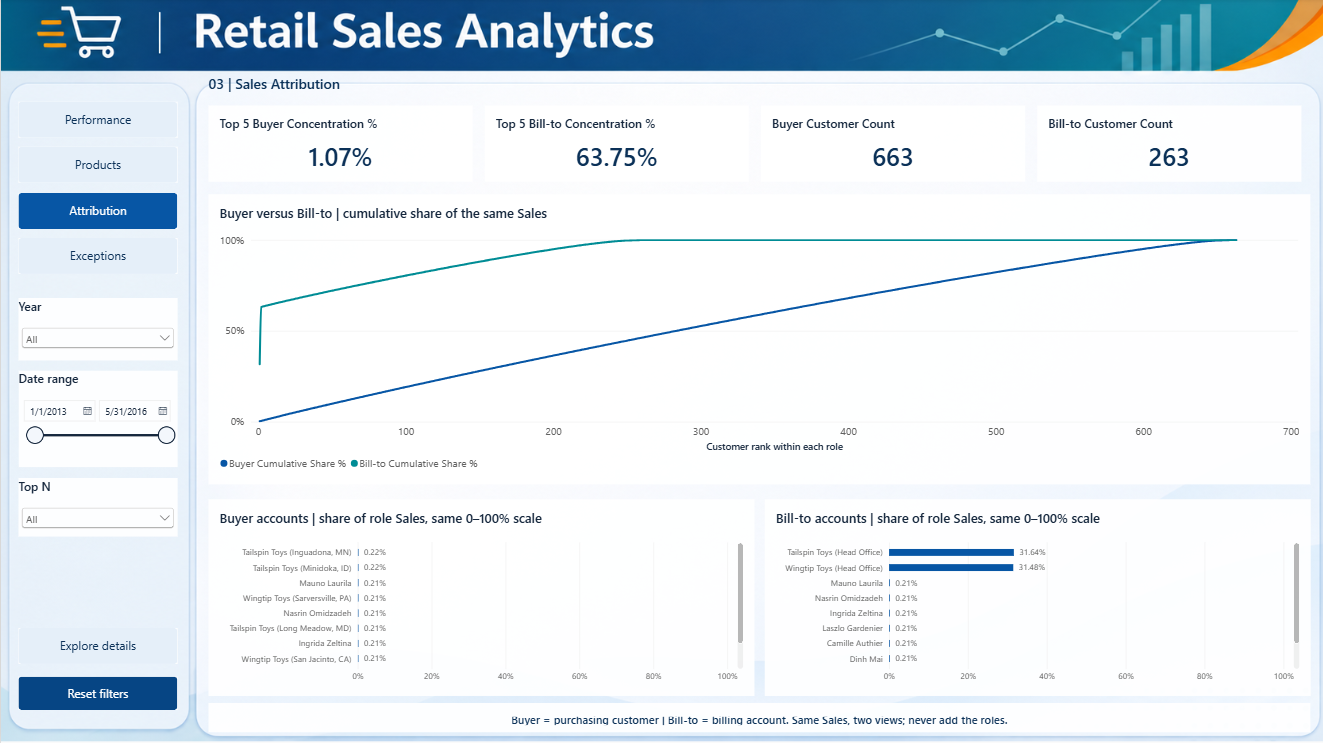 Retail Sales Analytics
03 | Sales Attribution
Performance
Products
Attribution
Exceptions
Year
All
Date range
1/1/2013 5/31/2016
Top N
All
Explore details
Reset filters
Top 5 Buyer Concentration %
1.07%
Top 5 Bill-to Concentration %
63.75%
Buyer Customer Count
663
Bill-to Customer Count
263
Buyer versus Bill-to | cumulative share of the same Sales
100%
50%
0%
0 100 200 300 400 500 600 700
Customer rank within each role
Buyer Cumulative Share % Bill-to Cumulative Share %
Buyer accounts | share of role Sales, same 0–100% scale
Tailspin Toys (Inguadona, MN) 0.22%
Tailspin Toys (Minidoka, ID) 0.22%
Mauno Laurila 0.21%
Wingtip Toys (Sarversville, PA) 0.21%
Nasrin Omidzadeh 0.21%
Tailspin Toys (Long Meadow, MD) 0.21%
Ingrida Zeltina 0.21%
Wingtip Toys (San Jacinto, CA) 0.21%
0% 20% 40% 60% 80% 100%
Bill-to accounts | share of role Sales, same 0–100% scale
Tailspin Toys (Head Office) 31.64%
Wingtip Toys (Head Office) 31.48%
Mauno Laurila 0.21%
Nasrin Omidzadeh 0.21%
Ingrida Zeltina 0.21%
Laszlo Gardenier 0.21%
Camille Authier 0.21%
Dinh Mai 0.21%
0% 20% 40% 60% 80% 100%
Buyer = purchasing customer | Bill-to = billing account. Same Sales, two views; never add the roles.